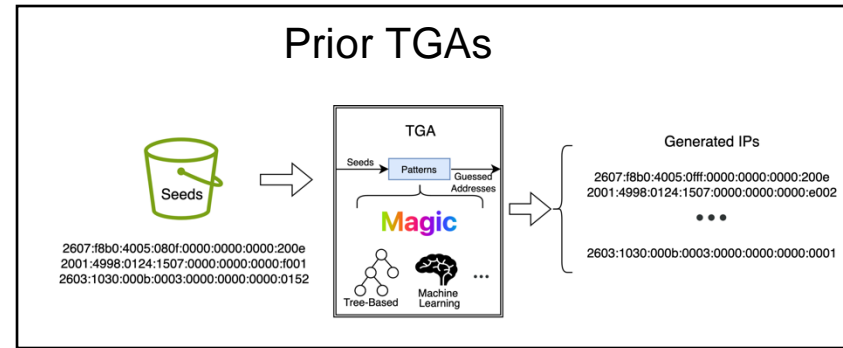 Prior TGAs
Seeds
2607:f8b0:4005:080f:0000:0000:0000:200e
2001:4998:0124:1507:0000:0000:0000:f001
2603:1030:000b:0003:0000:0000:0000:0152
TGA
Seeds
Patterns
Guessed
Addresses
Magic
Tree-Based
Machine
Learning
...
Generated IPs
2607:f8b0:4005:0fff:0000:0000:0000:200e
2001:4998:0124:1507:0000:0000:0000:e002
...
2603:1030:000b:0003:0000:0000:0000:0001